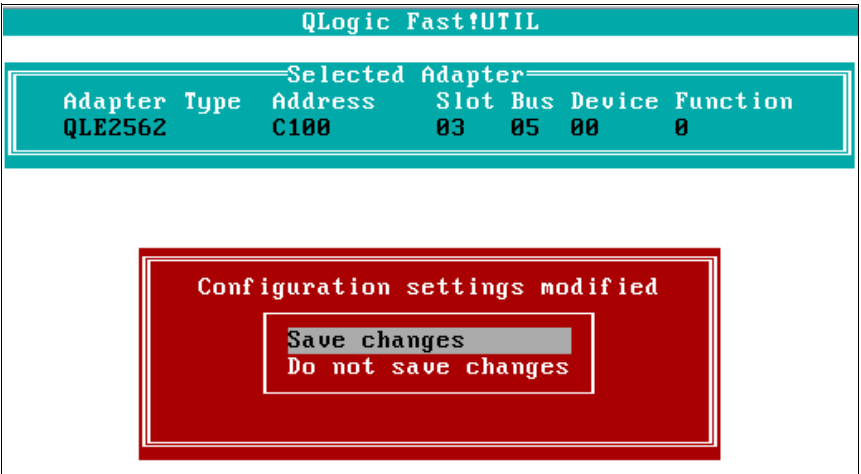 QLogic Fast!UTIL
Selected Adapter
Adapter Type Address Slot Bus Device Function
QLE2562 C100 03 05 00 0
Configuration settings modified
Save changes
Do not save changes